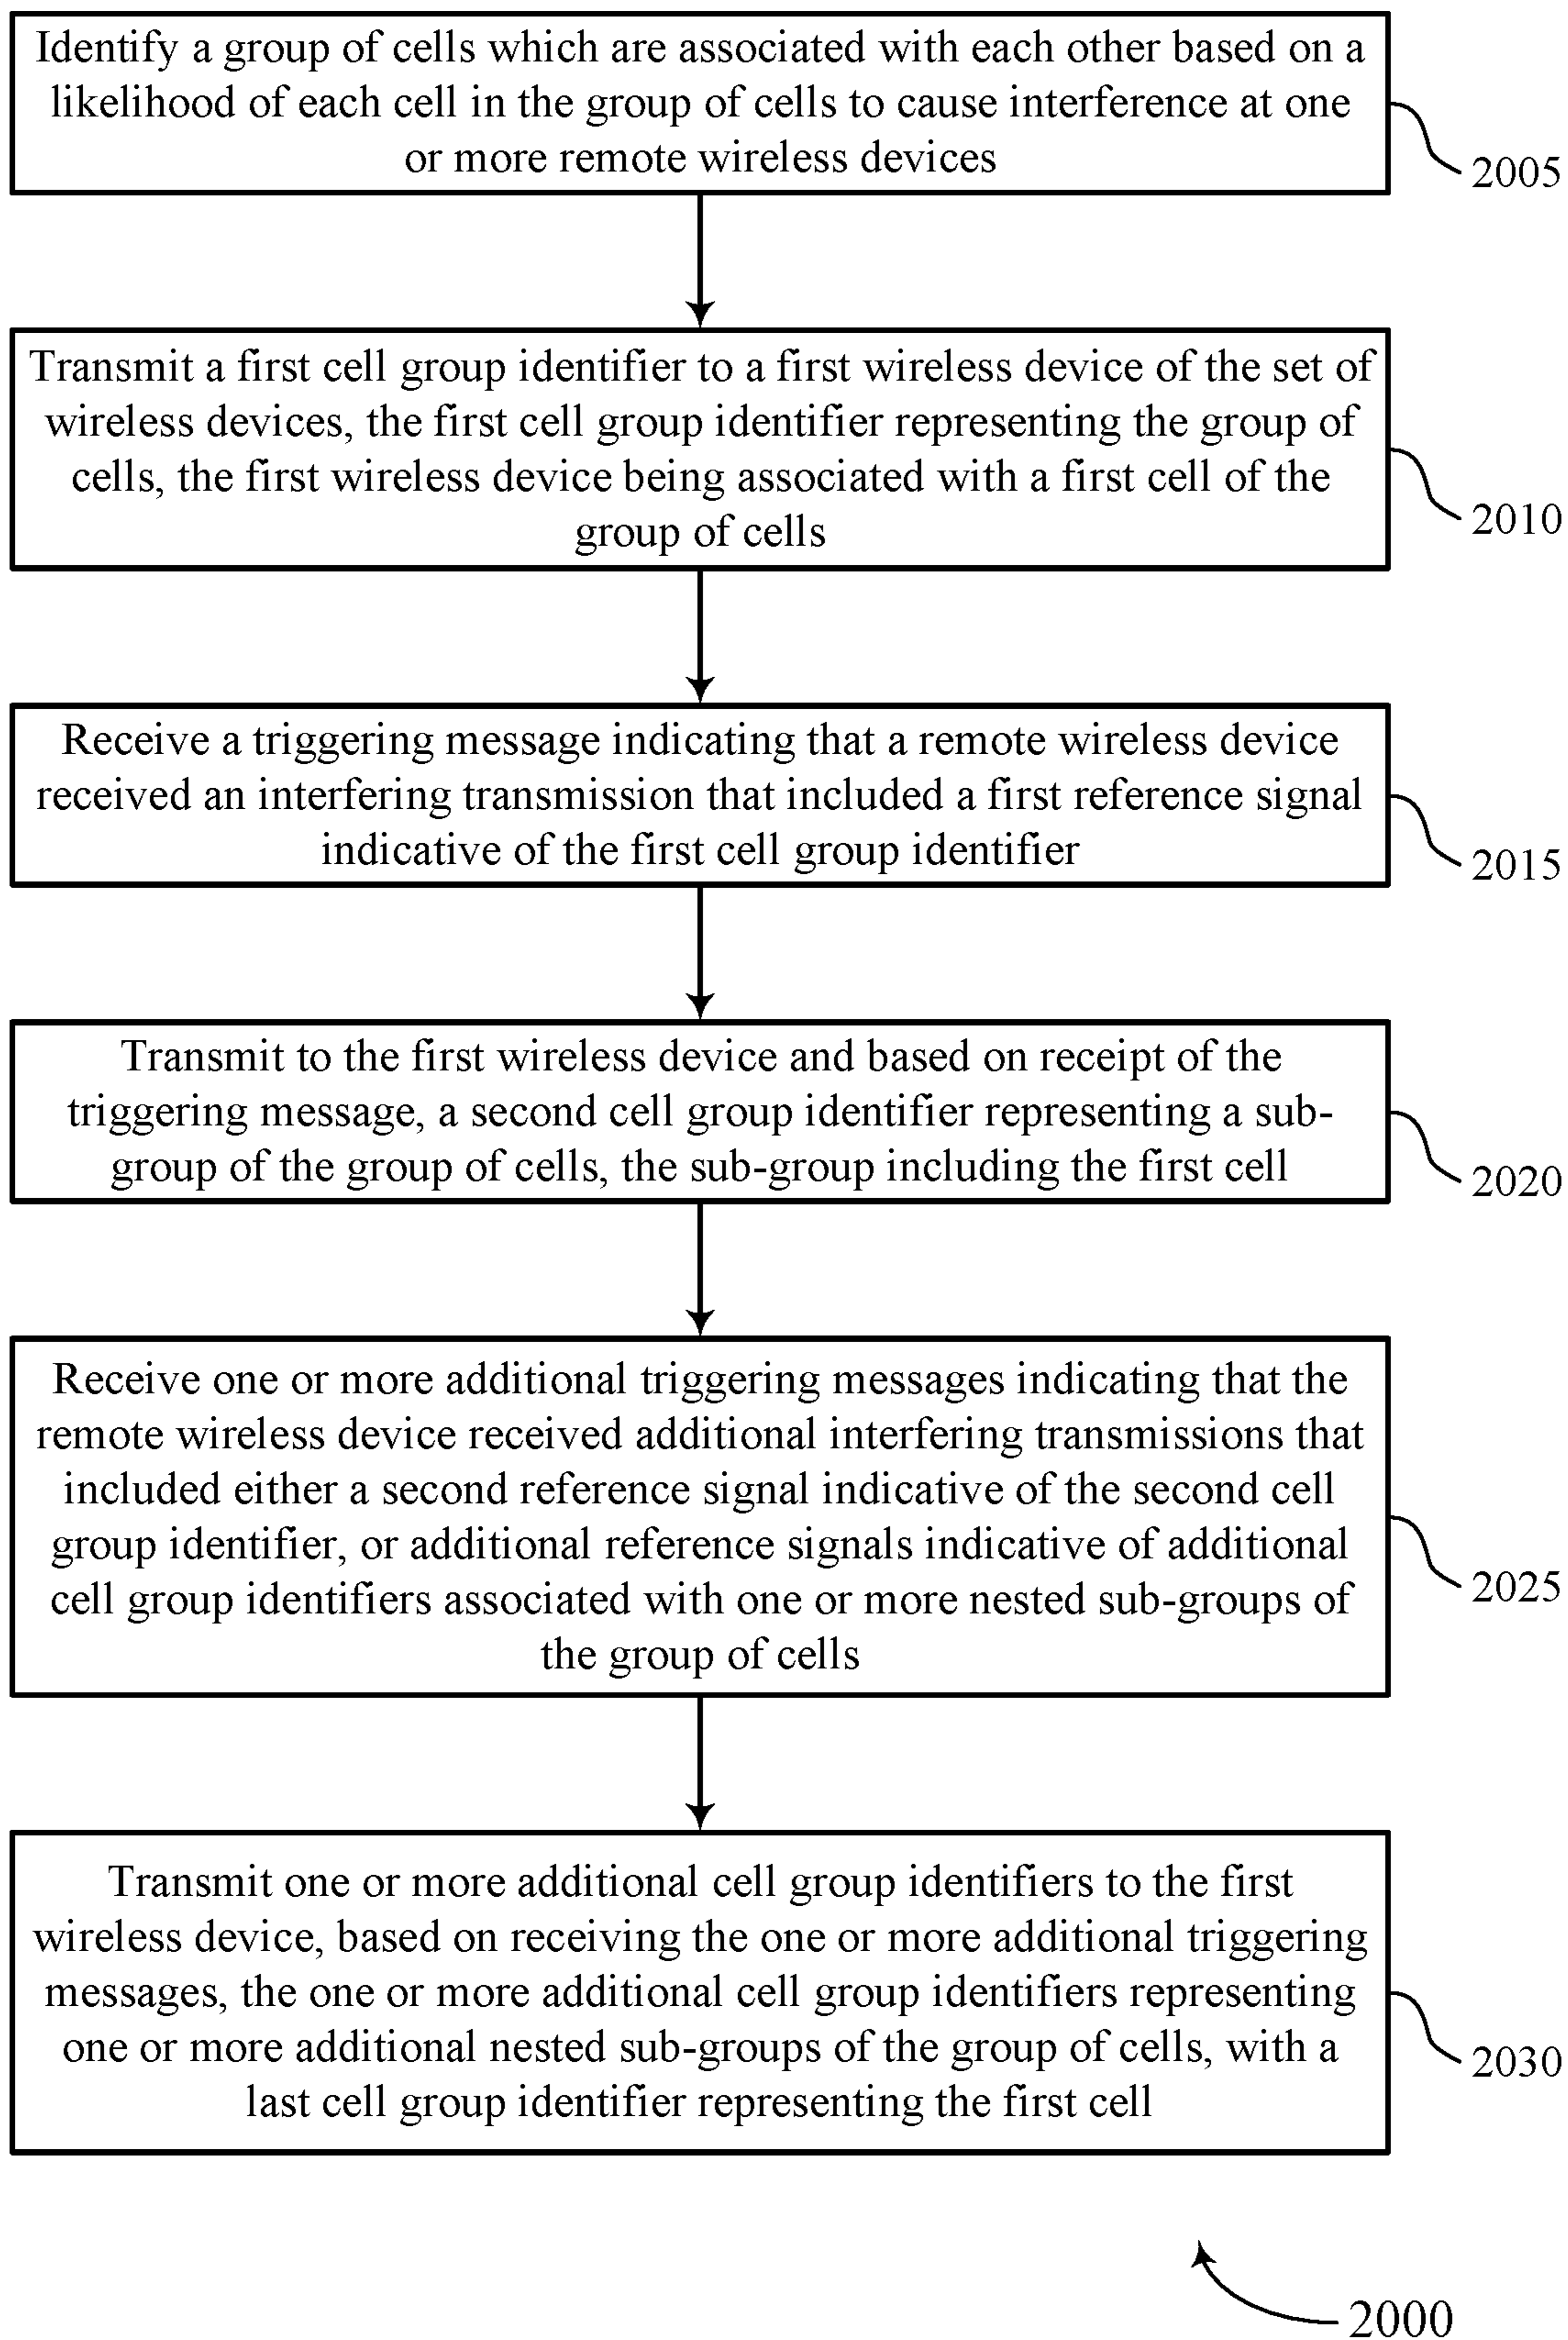 Identify a group of cells which are associated with each other based on a
likelihood of each cell in the group of cells to cause interference at one
or more remote wireless devices
2005
Transmit a first cell group identifier to a first wireless device of the set of
wireless devices, the first cell group identifier representing the group of
cells, the first wireless device being associated with a first cell of the
group of cells
2010
Receive a triggering message indicating that a remote wireless device
received an interfering transmission that included a first reference signal
indicative of the first cell group identifier
2015
Transmit to the first wireless device and based on receipt of the
triggering message, a second cell group identifier representing a sub-
group of the group of cells, the sub-group including the first cell
2020
Receive one or more additional triggering messages indicating that the
remote wireless device received additional interfering transmissions that
included either a second reference signal indicative of the second cell
group identifier, or additional reference signals indicative of additional
cell group identifiers associated with one or more nested sub-groups of
the group of cells
2025
Transmit one or more additional cell group identifiers to the first
wireless device, based on receiving the one or more additional triggering
messages, the one or more additional cell group identifiers representing
one or more additional nested sub-groups of the group of cells, with a
last cell group identifier representing the first cell
2030
2000